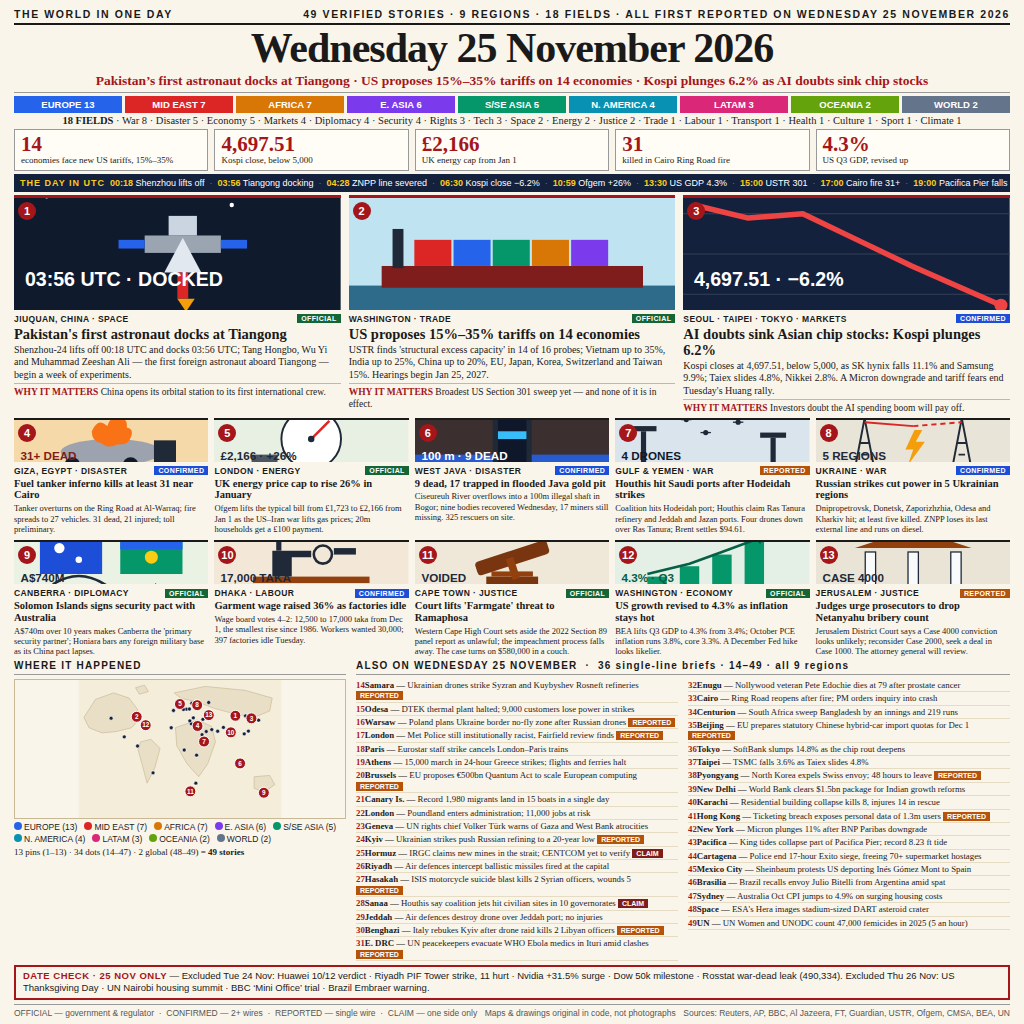 THE WORLD IN ONE DAY
49 VERIFIED STORIES · 9 REGIONS · 18 FIELDS · ALL FIRST REPORTED ON WEDNESDAY 25 NOVEMBER 2026
Wednesday 25 November 2026
Pakistan’s first astronaut docks at Tiangong · US proposes 15%–35% tariffs on 14 economies · Kospi plunges 6.2% as AI doubts sink chip stocks
EUROPE 13
MID EAST 7
AFRICA 7
E. ASIA 6
S/SE ASIA 5
N. AMERICA 4
LATAM 3
OCEANIA 2
WORLD 2
18 FIELDS · War 8 · Disaster 5 · Economy 5 · Markets 4 · Diplomacy 4 · Security 4 · Rights 3 · Tech 3 · Space 2 · Energy 2 · Justice 2 · Trade 1 · Labour 1 · Transport 1 · Health 1 · Culture 1 · Sport 1 · Climate 1
14
economies face new US tariffs, 15%–35%
4,697.51
Kospi close, below 5,000
£2,166
UK energy cap from Jan 1
31
killed in Cairo Ring Road fire
4.3%
US Q3 GDP, revised up
THE DAY IN UTC 00:18 Shenzhou lifts off · 03:56 Tiangong docking · 04:28 ZNPP line severed · 06:30 Kospi close −6.2% · 10:59 Ofgem +26% · 13:30 US GDP 4.3% · 15:00 USTR 301 · 17:00 Cairo fire 31+ · 19:00 Pacifica Pier falls
1
03:56 UTC · DOCKED
JIUQUAN, CHINA · SPACE
OFFICIAL
Pakistan's first astronaut docks at Tiangong
Shenzhou-24 lifts off 00:18 UTC and docks 03:56 UTC; Tang Hongbo, Wu Yi
and Muhammad Zeeshan Ali — the first foreign astronaut aboard Tiangong —
begin a week of experiments.
WHY IT MATTERS China opens its orbital station to its first international crew.
2
WASHINGTON · TRADE
OFFICIAL
US proposes 15%–35% tariffs on 14 economies
USTR finds 'structural excess capacity' in 14 of 16 probes; Vietnam up to 35%,
India up to 25%, China up to 20%, EU, Japan, Korea, Switzerland and Taiwan
15%. Hearings begin Jan 25, 2027.
WHY IT MATTERS Broadest US Section 301 sweep yet — and none of it is in
effect.
3
4,697.51 · −6.2%
SEOUL · TAIPEI · TOKYO · MARKETS
CONFIRMED
AI doubts sink Asian chip stocks: Kospi plunges
6.2%
Kospi closes at 4,697.51, below 5,000, as SK hynix falls 11.1% and Samsung
9.9%; Taiex slides 4.8%, Nikkei 2.8%. A Micron downgrade and tariff fears end
Tuesday's Huang rally.
WHY IT MATTERS Investors doubt the AI spending boom will pay off.
4
31+ DEAD
GIZA, EGYPT · DISASTER
CONFIRMED
Fuel tanker inferno kills at least 31 near
Cairo
Tanker overturns on the Ring Road at Al-Warraq; fire
spreads to 27 vehicles. 31 dead, 21 injured; toll
preliminary.
5
£2,166 · +26%
LONDON · ENERGY
OFFICIAL
UK energy price cap to rise 26% in
January
Ofgem lifts the typical bill from £1,723 to £2,166 from
Jan 1 as the US–Iran war lifts gas prices; 20m
households get a £100 payment.
6
100 m · 9 DEAD
WEST JAVA · DISASTER
CONFIRMED
9 dead, 17 trapped in flooded Java gold pit
Ciseureuh River overflows into a 100m illegal shaft in
Bogor; nine bodies recovered Wednesday, 17 miners still
missing. 325 rescuers on site.
7
4 DRONES
GULF & YEMEN · WAR
REPORTED
Houthis hit Saudi ports after Hodeidah
strikes
Coalition hits Hodeidah port; Houthis claim Ras Tanura
refinery and Jeddah and Jazan ports. Four drones down
over Ras Tanura; Brent settles $94.61.
8
5 REGIONS
UKRAINE · WAR
CONFIRMED
Russian strikes cut power in 5 Ukrainian
regions
Dnipropetrovsk, Donetsk, Zaporizhzhia, Odesa and
Kharkiv hit; at least five killed. ZNPP loses its last
external line and runs on diesel.
9
A$740M
CANBERRA · DIPLOMACY
OFFICIAL
Solomon Islands signs security pact with
Australia
A$740m over 10 years makes Canberra the 'primary
security partner'; Honiara bars any foreign military base
as its China pact lapses.
10
17,000 TAKA
DHAKA · LABOUR
CONFIRMED
Garment wage raised 36% as factories idle
Wage board votes 4–2: 12,500 to 17,000 taka from Dec
1, the smallest rise since 1986. Workers wanted 30,000;
397 factories idle Tuesday.
11
VOIDED
CAPE TOWN · JUSTICE
OFFICIAL
Court lifts 'Farmgate' threat to
Ramaphosa
Western Cape High Court sets aside the 2022 Section 89
panel report as unlawful; the impeachment process falls
away. The case turns on $580,000 in a couch.
12
4.3% · Q3
WASHINGTON · ECONOMY
OFFICIAL
US growth revised to 4.3% as inflation
stays hot
BEA lifts Q3 GDP to 4.3% from 3.4%; October PCE
inflation runs 3.8%, core 3.3%. A December Fed hike
looks likelier.
13
CASE 4000
JERUSALEM · JUSTICE
REPORTED
Judges urge prosecutors to drop
Netanyahu bribery count
Jerusalem District Court says a Case 4000 conviction
looks unlikely; reconsider Case 2000, seek a deal in
Case 1000. The attorney general will review.
WHERE IT HAPPENED
5
8
2
12
13
4
1
3
10
7
6
11
9
EUROPE (13) MID EAST (7) AFRICA (7) E. ASIA (6) S/SE ASIA (5)
N. AMERICA (4) LATAM (3) OCEANIA (2) WORLD (2)
13 pins (1–13) · 34 dots (14–47) · 2 global (48–49) = 49 stories
ALSO ON WEDNESDAY 25 NOVEMBER · 36 single-line briefs · 14–49 · all 9 regions
14Samara — Ukrainian drones strike Syzran and Kuybyshev Rosneft refineries
REPORTED
15Odesa — DTEK thermal plant halted; 9,000 customers lose power in strikes
16Warsaw — Poland plans Ukraine border no-fly zone after Russian drones REPORTED
17London — Met Police still institutionally racist, Fairfield review finds REPORTED
18Paris — Eurostar staff strike cancels London–Paris trains
19Athens — 15,000 march in 24-hour Greece strikes; flights and ferries halt
20Brussels — EU proposes €500bn Quantum Act to scale European computing
REPORTED
21Canary Is. — Record 1,980 migrants land in 15 boats in a single day
22London — Poundland enters administration; 11,000 jobs at risk
23Geneva — UN rights chief Volker Türk warns of Gaza and West Bank atrocities
24Kyiv — Ukrainian strikes push Russian refining to a 20-year low REPORTED
25Hormuz — IRGC claims new mines in the strait; CENTCOM yet to verify CLAIM
26Riyadh — Air defences intercept ballistic missiles fired at the capital
27Hasakah — ISIS motorcycle suicide blast kills 2 Syrian officers, wounds 5
REPORTED
28Sanaa — Houthis say coalition jets hit civilian sites in 10 governorates CLAIM
29Jeddah — Air defences destroy drone over Jeddah port; no injuries
30Benghazi — Italy rebukes Kyiv after drone raid kills 2 Libyan officers REPORTED
31E. DRC — UN peacekeepers evacuate WHO Ebola medics in Ituri amid clashes
REPORTED
32Enugu — Nollywood veteran Pete Edochie dies at 79 after prostate cancer
33Cairo — Ring Road reopens after fire; PM orders inquiry into crash
34Centurion — South Africa sweep Bangladesh by an innings and 219 runs
35Beijing — EU prepares statutory Chinese hybrid-car import quotas for Dec 1
REPORTED
36Tokyo — SoftBank slumps 14.8% as the chip rout deepens
37Taipei — TSMC falls 3.6% as Taiex slides 4.8%
38Pyongyang — North Korea expels Swiss envoy; 48 hours to leave REPORTED
39New Delhi — World Bank clears $1.5bn package for Indian growth reforms
40Karachi — Residential building collapse kills 8, injures 14 in rescue
41Hong Kong — Ticketing breach exposes personal data of 1.3m users REPORTED
42New York — Micron plunges 11% after BNP Paribas downgrade
43Pacifica — King tides collapse part of Pacifica Pier; record 8.23 ft tide
44Cartagena — Police end 17-hour Exito siege, freeing 70+ supermarket hostages
45Mexico City — Sheinbaum protests US deporting Inés Gómez Mont to Spain
46Brasilia — Brazil recalls envoy Julio Bitelli from Argentina amid spat
47Sydney — Australia Oct CPI jumps to 4.9% on surging housing costs
48Space — ESA's Hera images stadium-sized DART asteroid crater
49UN — UN Women and UNODC count 47,000 femicides in 2025 (5 an hour)
DATE CHECK · 25 NOV ONLY — Excluded Tue 24 Nov: Huawei 10/12 verdict · Riyadh PIF Tower strike, 11 hurt · Nvidia +31.5% surge · Dow 50k milestone · Rosstat war-dead leak (490,334). Excluded Thu 26 Nov: US
Thanksgiving Day · UN Nairobi housing summit · BBC ‘Mini Office’ trial · Brazil Embraer warning.
OFFICIAL — government & regulator · CONFIRMED — 2+ wires · REPORTED — single wire · CLAIM — one side only
Maps & drawings original in code, not photographs
Sources: Reuters, AP, BBC, Al Jazeera, FT, Guardian, USTR, Ofgem, CMSA, BEA, UN